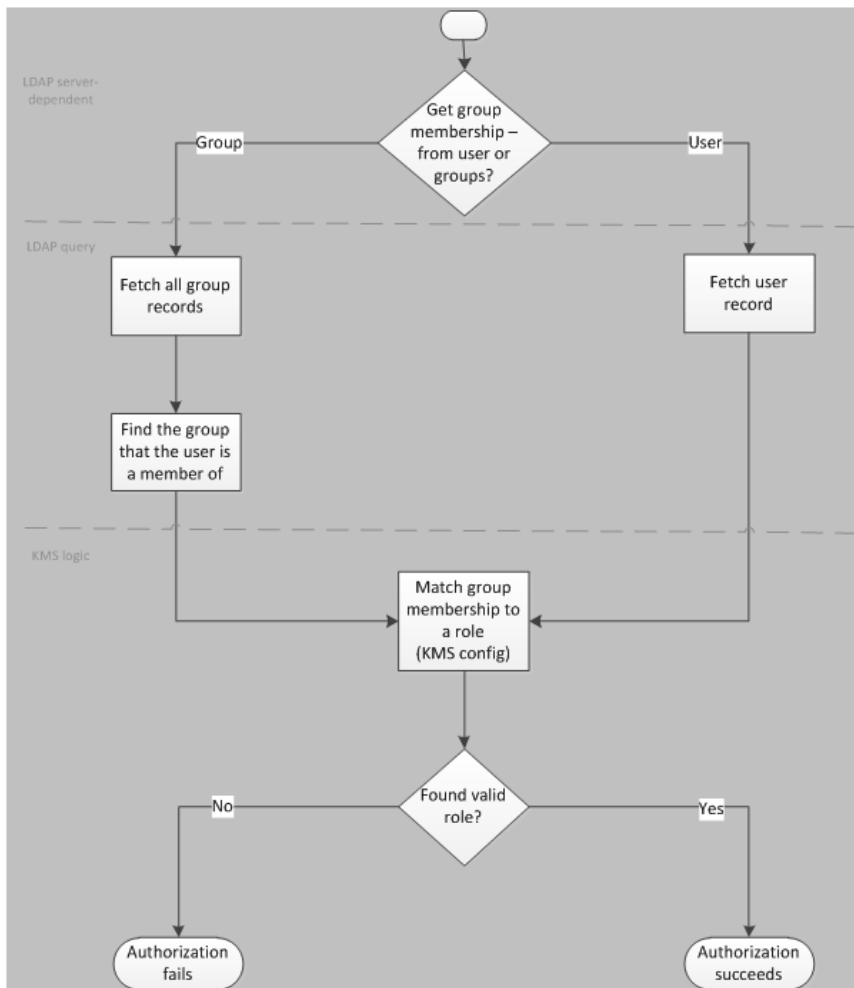 LDAP server-
dependent
Get group
membership –
from user or
groups?
Group
User
LDAP query
Fetch all group
records
Fetch user
record
Find the group
that the user is
a member of
KMS logic
Match group
membership to
a role
(KMS config)
Found valid
role?
No
Yes
Authorization
fails
Authorization
succeeds